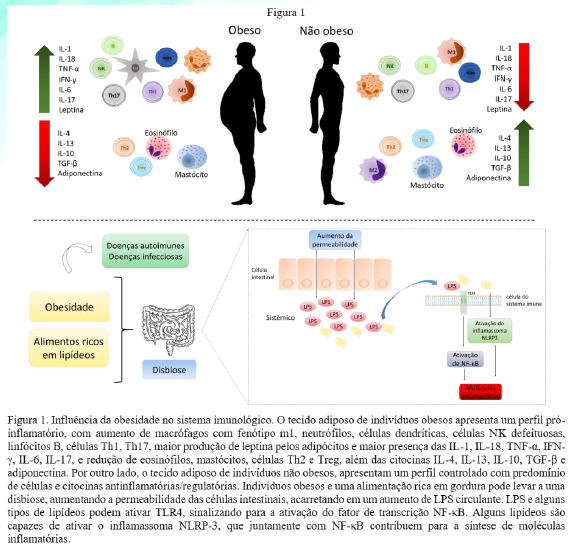 Figura 1
Obeso
Não obeso
IL-1
IL-18
TNF-α
IFN-γ
IL-6
IL-17
Leptina
B
NK
M1
Th17
Th1
IL-4
IL-13
IL-10
TGF-β
Adiponectina
Eosinófilo
Th2
Treg
Mastócito
NK
B
M1
Th17
Th1
IL-1
IL-18
TNF-α
IFN-γ
IL-6
IL-17
Leptina
Eosinófilo
Th2
Treg
M2
Mastócito
IL-4
IL-13
IL-10
TGF-β
Adiponectina
Doenças autoimunes
Doenças infecciosas
Obesidade
Alimentos ricos
em lipídeos
Disbiose
Aumento da
permeabilidade
Célula
intestinal
Sistêmico
LPS
LPS
LPS
LPS
LPS
LPS
LPS
LPS
LPS
LPS
TLR4
célula do
sistema imune
Ativação do
inflamassoma
NLRP3
Ativação
de NF-κB
Moléculas
inflamatórias
Figura 1. Influência da obesidade no sistema imunológico. O tecido adiposo de indivíduos obesos apresenta um perfil pró-
inflamatório, com aumento de macrófagos com fenótipo m1, neutrófilos, células dendríticas, células NK defeituosas,
linfócitos B, células Th1, Th17, maior produção de leptina pelos adipócitos e maior presença das IL-1, IL-18, TNF-α, IFN-
γ, IL-6, IL-17, e redução de eosinófilos, mastócitos, células Th2 e Treg, além das citocinas IL-4, IL-13, IL-10, TGF-β e
adiponectina. Por outro lado, o tecido adiposo de indivíduos não obesos, apresentam um perfil controlado com predomínio
de células e citocinas antinflamatórias/regulatórias. Indivíduos obesos e uma alimentação rica em gordura pode levar a uma
disbiose, aumentando a permeabilidade das células intestinais, acarretando em um aumento de LPS circulante. LPS e alguns
tipos de lipídeos podem ativar TLR4, sinalizando para a ativação do fator de transcrição NF-κB. Alguns lipídeos são
capazes de ativar o inflamassoma NLRP-3, que juntamente com NF-κB contribuem para a síntese de moléculas
inflamatórias.